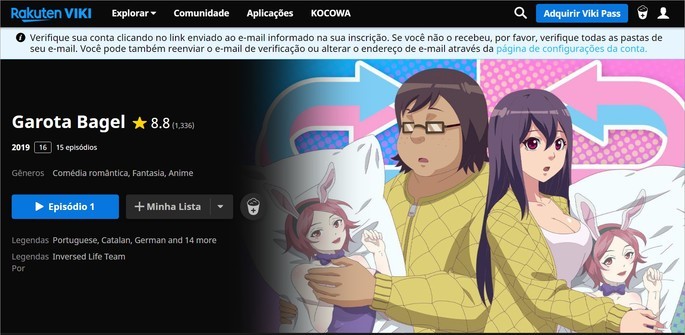 Rakuten VIKI Explorar Comunidade Aplicações KOCOWA Adquirir Viki Pass
Verifique sua conta clicando no link enviado ao e-mail informado na sua inscrição. Se você não o recebeu, por favor, verifique todas as pastas de
seu e-mail. Você pode também reenviar o e-mail de verificação ou alterar o endereço de e-mail através da página de configurações da conta.
Garota Bagel 8.8 (1,336)
2019 16 15 episódios
Gêneros Comédia romântica, Fantasia, Anime
Episódio 1 Minha Lista
Legendas Portuguese, Catalan, German and 14 more
Legendas Inversed Life Team
Por